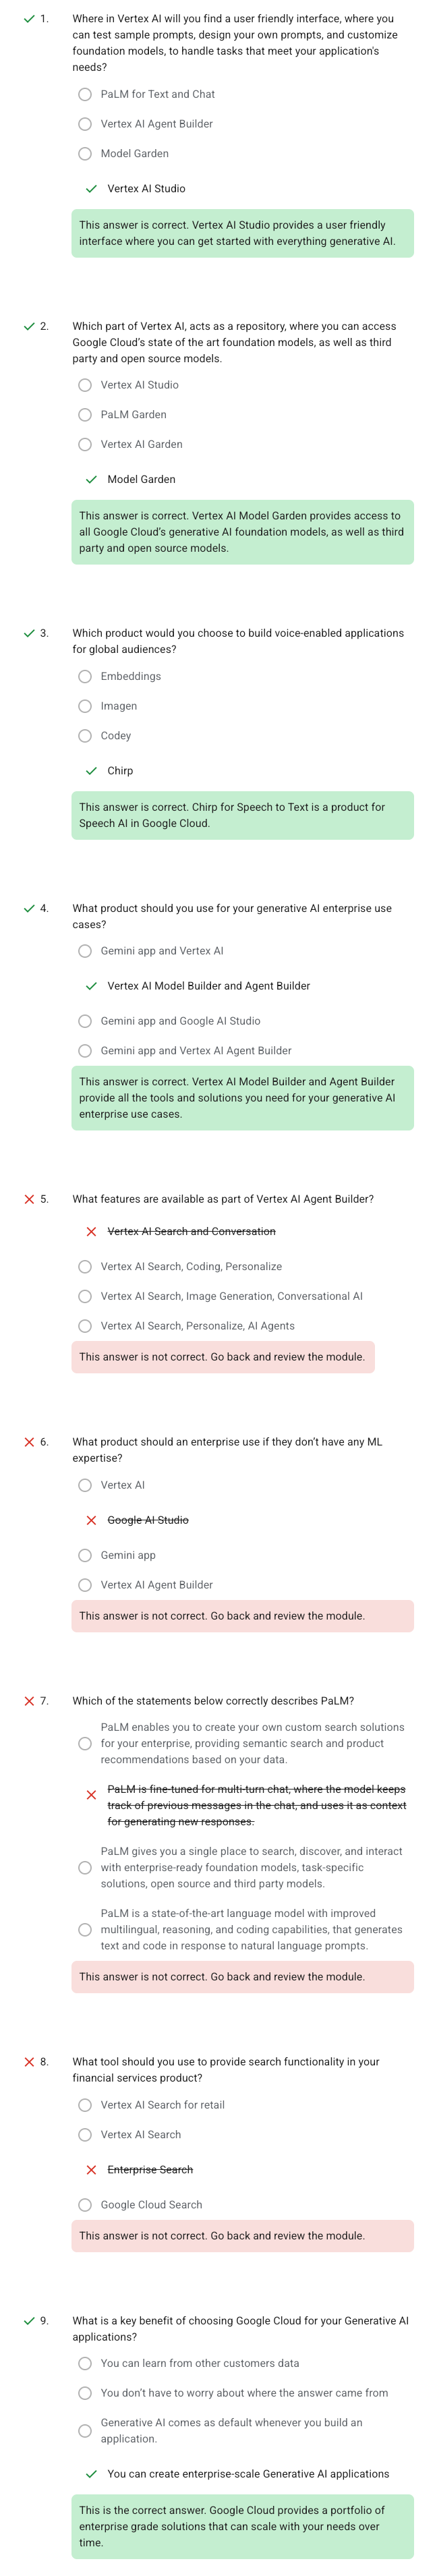 1. Where in Vertex AI will you find a user friendly interface, where you
can test sample prompts, design your own prompts, and customize
foundation models, to handle tasks that meet your application's
needs?
PaLM for Text and Chat
Vertex AI Agent Builder
Model Garden
Vertex AI Studio
This answer is correct. Vertex AI Studio provides a user friendly
interface where you can get started with everything generative AI.
2. Which part of Vertex AI, acts as a repository, where you can access
Google Cloud's state of the art foundation models, as well as third
party and open source models.
Vertex AI Studio
PaLM Garden
Vertex AI Garden
Model Garden
This answer is correct. Vertex AI Model Garden provides access to
all Google Cloud's generative AI foundation models, as well as third
party and open source models.
3. Which product would you choose to build voice-enabled applications
for global audiences?
Embeddings
Imagen
Codey
Chirp
This answer is correct. Chirp for Speech to Text is a product for
Speech AI in Google Cloud.
4. What product should you use for your generative AI enterprise use
cases?
Gemini app and Vertex AI
Vertex AI Model Builder and Agent Builder
Gemini app and Google AI Studio
Gemini app and Vertex AI Agent Builder
This answer is correct. Vertex AI Model Builder and Agent Builder
provide all the tools and solutions you need for your generative AI
enterprise use cases.
5. What features are available as part of Vertex AI Agent Builder?
Vertex AI Search and Conversation
Vertex AI Search, Coding, Personalize
Vertex AI Search, Image Generation, Conversational AI
Vertex AI Search, Personalize, AI Agents
This answer is not correct. Go back and review the module.
6. What product should an enterprise use if they don't have any ML
expertise?
Vertex AI
Google AI Studio
Gemini app
Vertex AI Agent Builder
This answer is not correct. Go back and review the module.
7. Which of the statements below correctly describes PaLM?
PaLM enables you to create your own custom search solutions
for your enterprise, providing semantic search and product
recommendations based on your data.
PaLM is fine-tuned for multi-turn chat, where the model keeps
track of previous messages in the chat, and uses it as context
for generating new responses.
PaLM gives you a single place to search, discover, and interact
with enterprise-ready foundation models, task-specific
solutions, open source and third party models.
PaLM is a state-of-the-art language model with improved
multilingual, reasoning, and coding capabilities, that generates
text and code in response to natural language prompts.
This answer is not correct. Go back and review the module.
8. What tool should you use to provide search functionality in your
financial services product?
Vertex AI Search for retail
Vertex AI Search
Enterprise Search
Google Cloud Search
This answer is not correct. Go back and review the module.
9. What is a key benefit of choosing Google Cloud for your Generative AI
applications?
You can learn from other customers data
You don't have to worry about where the answer came from
Generative AI comes as default whenever you build an
application.
You can create enterprise-scale Generative AI applications
This is the correct answer. Google Cloud provides a portfolio of
enterprise grade solutions that can scale with your needs over
time.